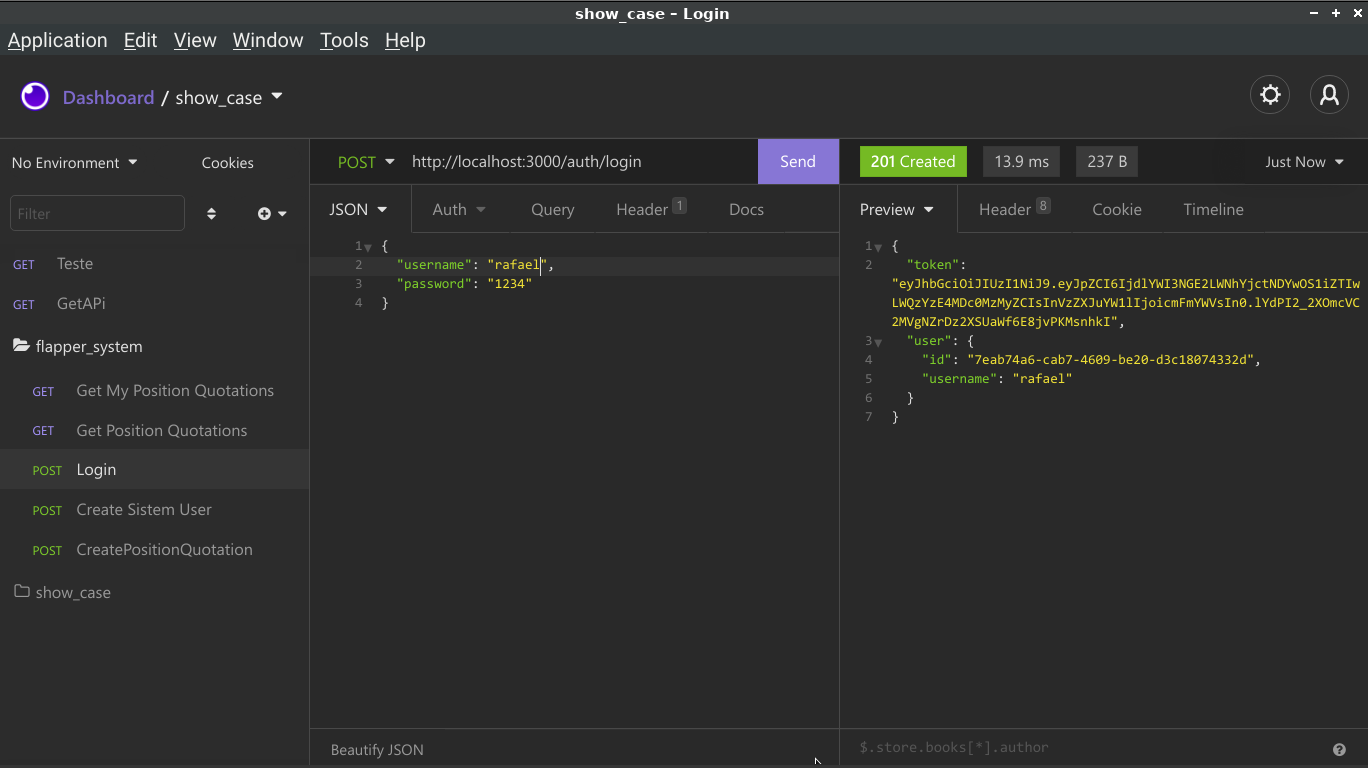 show_case – Login
Application Edit View Window Tools Help
Dashboard / show_case
No Environment Cookies
Filter
GET Teste
GET GetAPi
flapper_system
GET Get My Position Quotations
GET Get Position Quotations
POST Login
POST Create Sistem User
POST CreatePositionQuotation
show_case
POST http://localhost:3000/auth/login Send
JSON Auth Query Header 1 Docs
1 {
2 "username": "rafael",
3 "password": "1234"
4 }
Beautify JSON
201 Created 13.9 ms 237 B Just Now
Preview Header 8 Cookie Timeline
1 {
2 "token":
"eyJhbGciOiJIUzI1NiJ9.eyJpZCI6IjdlYWI3NGE2LWNhYjctNDYwOS1iZTIw
LWQzYzE4MDc0MzMyZCIsInVzZXJuYW1lIjoicmFmYWVsIn0.lYdPI2_2XOmcVC
2MVgNZrDz2XSUaWf6E8jvPKMsnhkI",
3 "user": {
4 "id": "7eab74a6-cab7-4609-be20-d3c18074332d",
5 "username": "rafael"
6 }
7 }
$.store.books[*].author